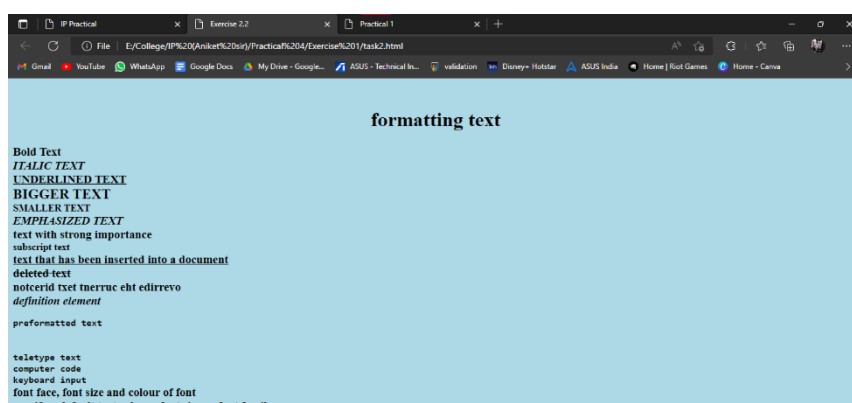 IP Practical Exercise 2.2 Practical 1
File E:/College/IP%20(Aniket%20sir)/Practical%204/Exercise%201/task2.html
Gmail YouTube WhatsApp Google Docs My Drive - Google... ASUS - Technical In... validation Disney+ Hotstar ASUS India Home | Riot Games Home - Canva
formatting text
Bold Text
ITALIC TEXT
UNDERLINED TEXT
BIGGER TEXT
SMALLER TEXT
EMPHASIZED TEXT
text with strong importance
subscript text
text that has been inserted into a document
deleted text
notcerid txet tnerruc eht edirrevo
definition element
preformatted text
teletype text
computer code
keyboard input
font face, font size and colour of font